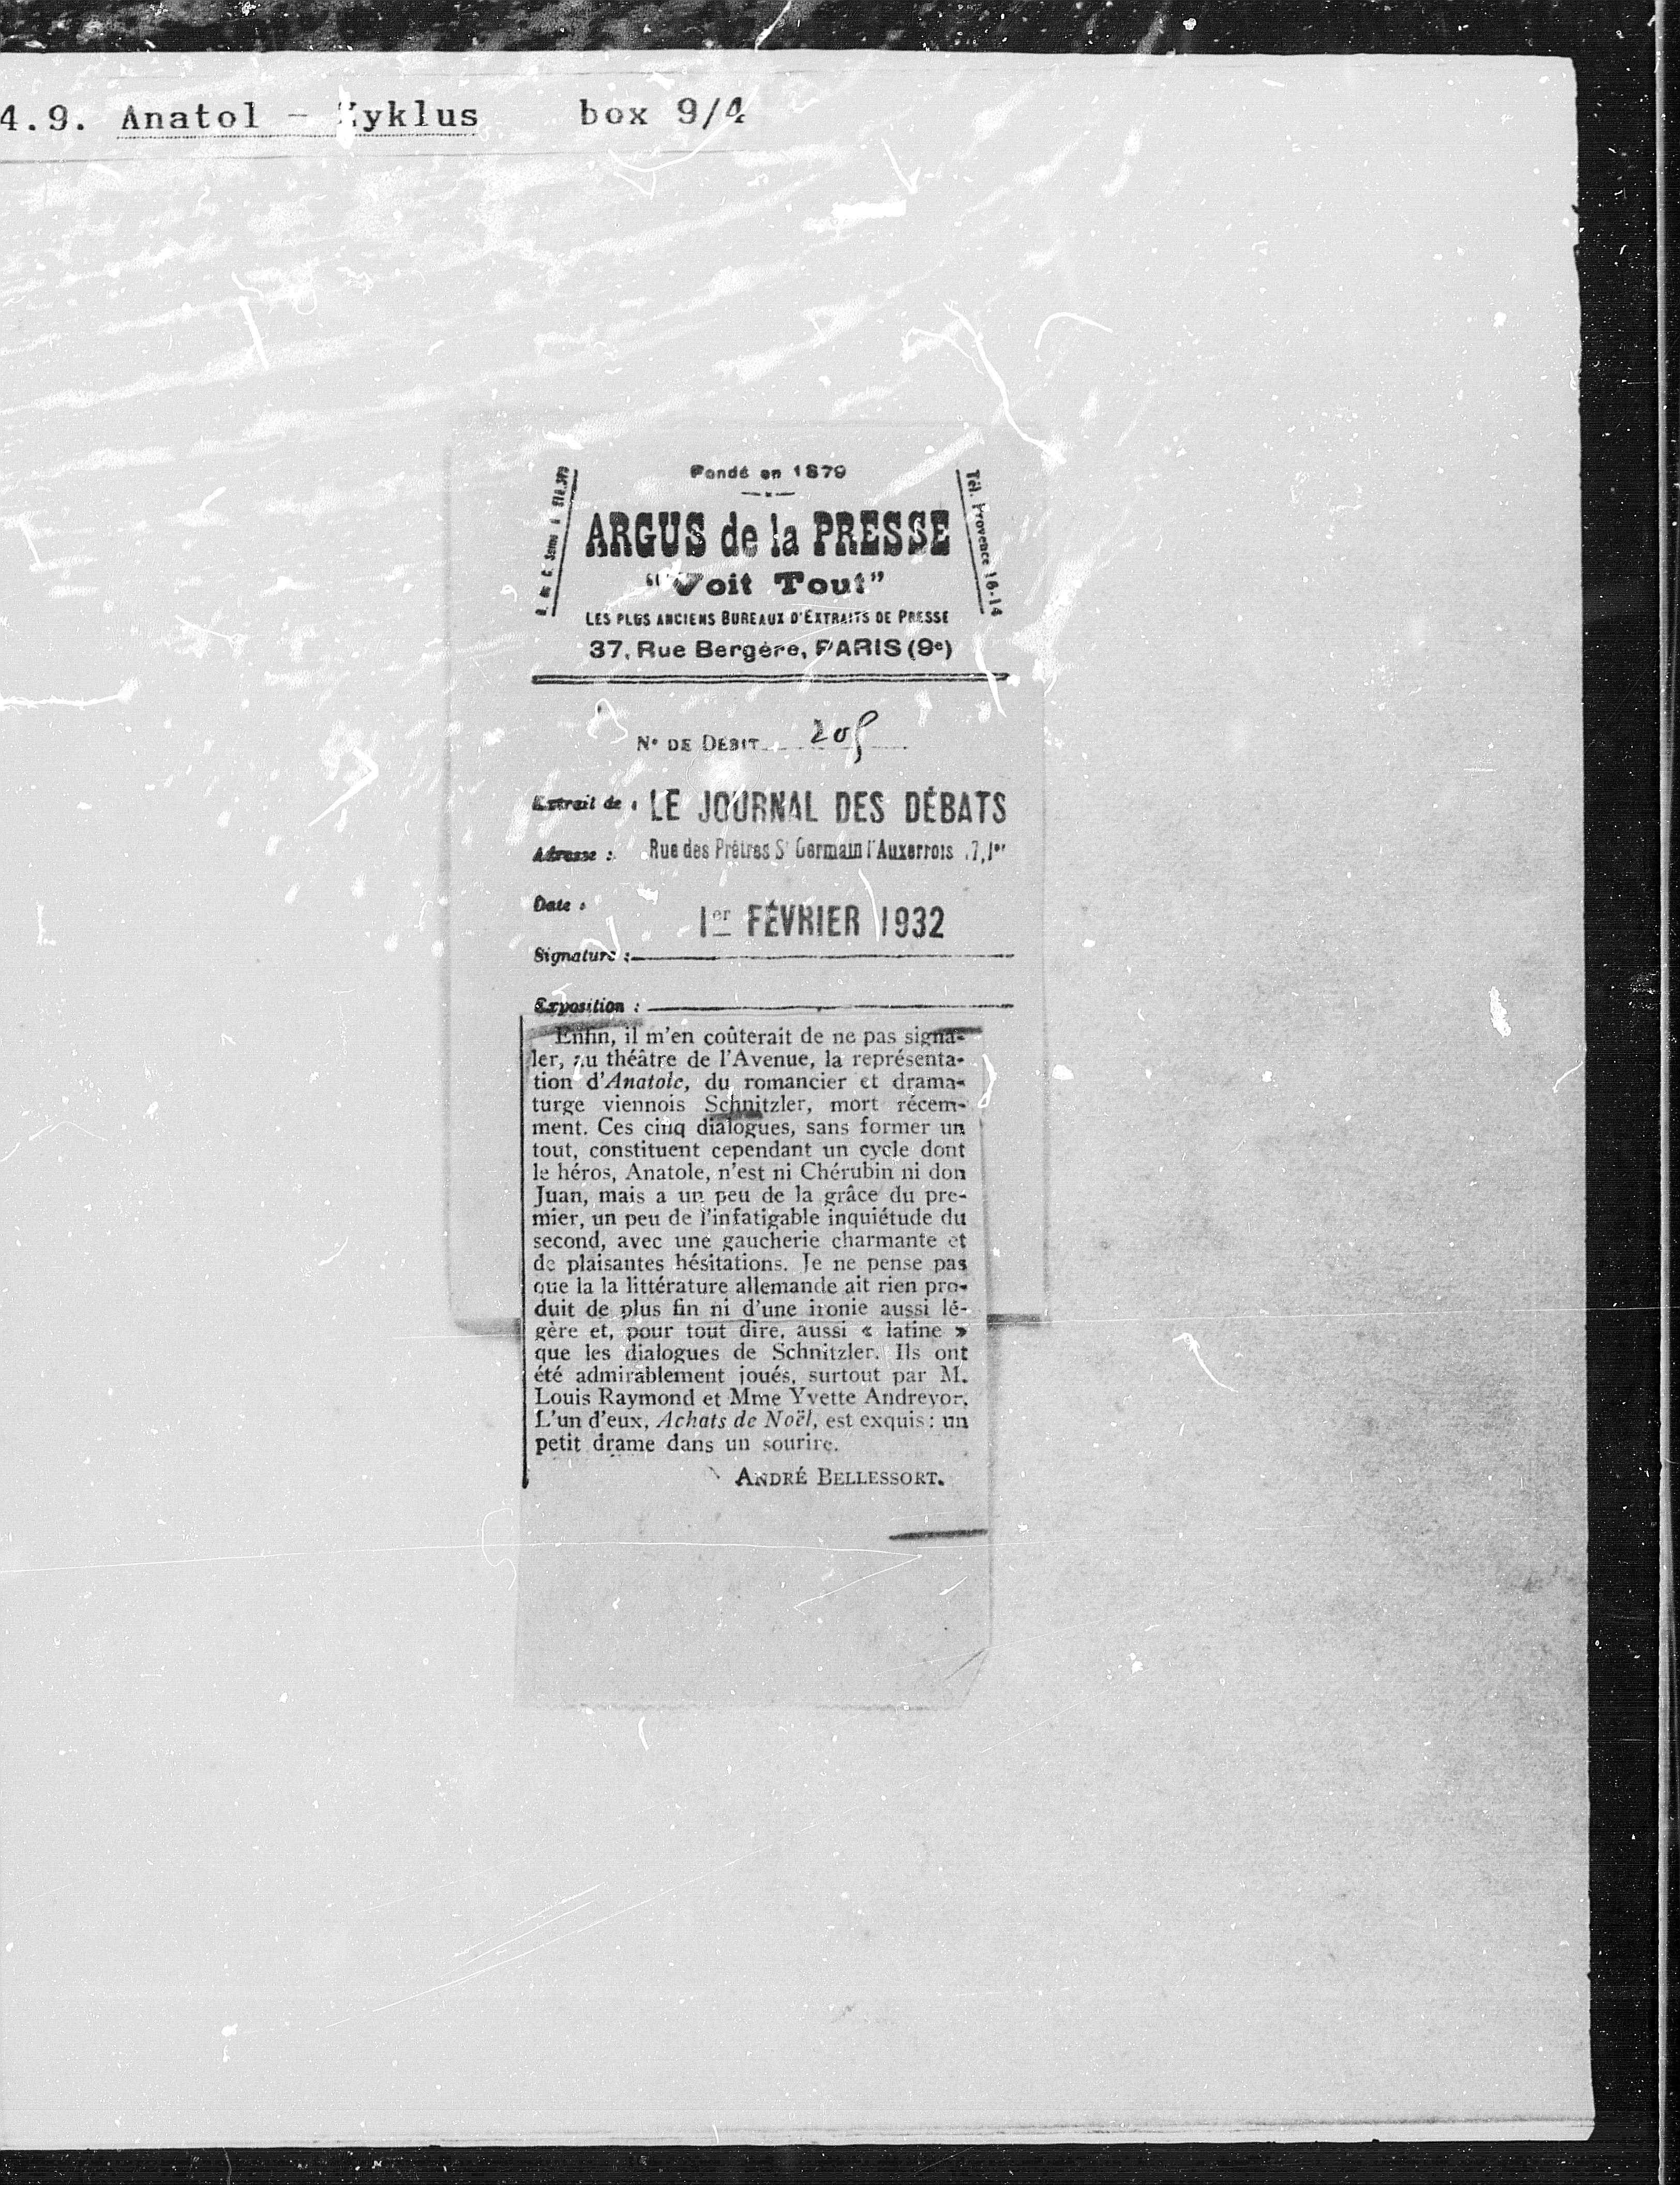 4.9. Anatol - Zyklus box 9/4
Fondé en 1879
ARGUS de la PRESSE
“Voit Tout”
LES PLUS ANCIENS BUREAUX D'EXTRAITS DE PRESSE
37, Rue Bergère, PARIS (9e)
Tél. Provence 16-14
No DE DÉBIT 205
Extrait de : LE JOURNAL DES DÉBATS
Adresse : Rue des Prêtres St Germain l'Auxerrois 17, 1er
Date :
1er FÉVRIER 1932
Signature :
Exposition :
Enfin, il m'en coûterait de ne pas signa-
ler, au théâtre de l'Avenue, la représenta-
tion d'Anatole, du romancier et drama-
turge viennois Schnitzler, mort récem-
ment. Ces cinq dialogues, sans former un
tout, constituent cependant un cycle dont
le héros, Anatole, n'est ni Chérubin ni don
Juan, mais a un peu de la grâce du pre-
mier, un peu de l'infatigable inquiétude du
second, avec une gaucherie charmante et
de plaisantes hésitations. Je ne pense pas
que la la littérature allemande ait rien pro-
duit de plus fin ni d'une ironie aussi lé-
gère et, pour tout dire, aussi « latine »
que les dialogues de Schnitzler. Ils ont
été admirablement joués, surtout par M.
Louis Raymond et Mme Yvette Andreyor.
L'un d'eux, Achats de Noël, est exquis : un
petit drame dans un sourire.
ANDRÉ BELLESSORT.